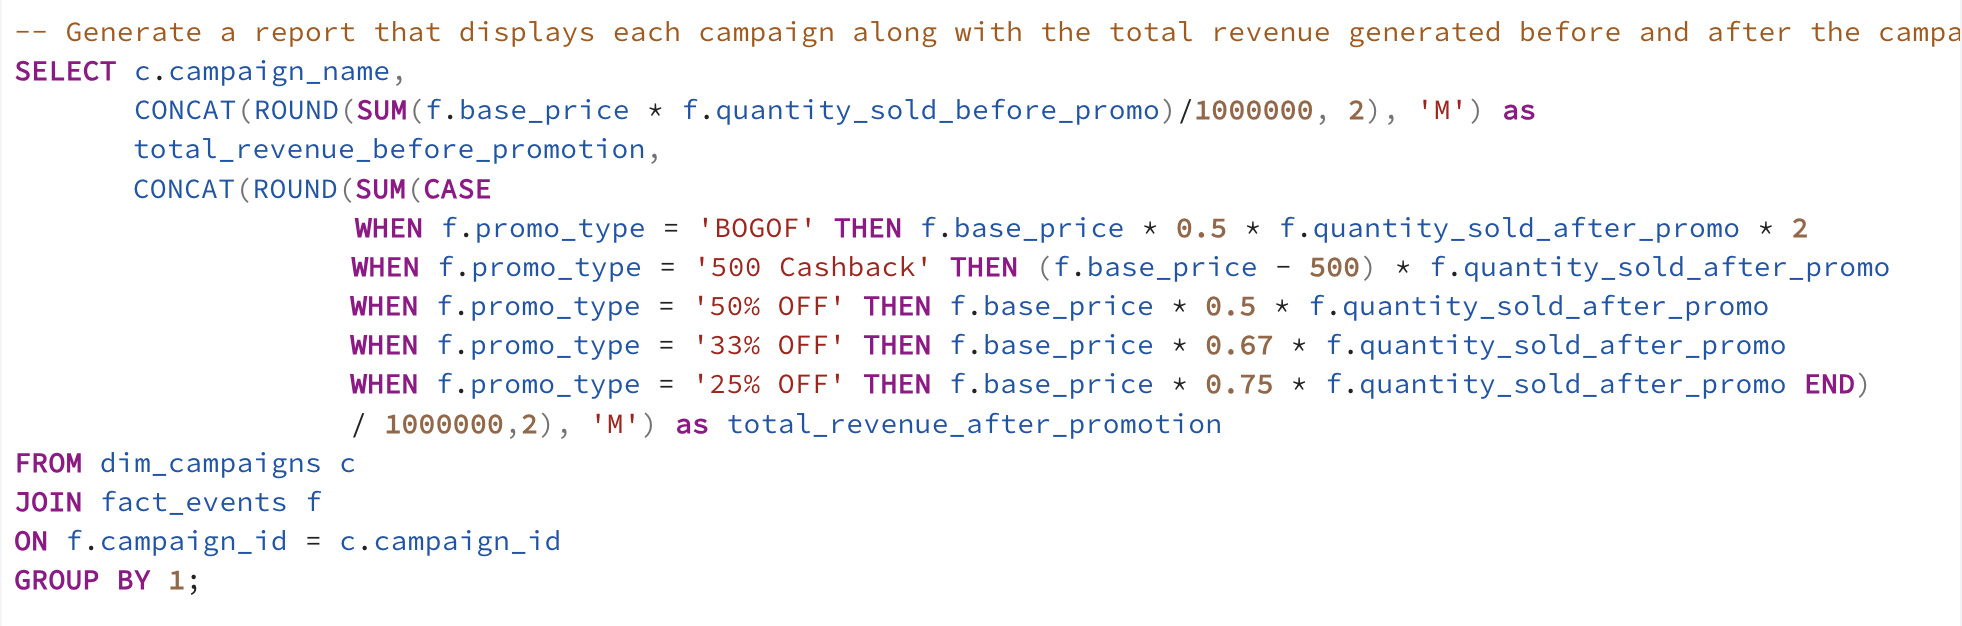 -- Generate a report that displays each campaign along with the total revenue generated before and after the
SELECT c.campaign_name,
CONCAT(ROUND(SUM(f.base_price * f.quantity_sold_before_promo)/1000000, 2), 'M') as
total_revenue_before_promotion,
CONCAT(ROUND(SUM(CASE
WHEN f.promo_type = 'BOGOF' THEN f.base_price * 0.5 * f.quantity_sold_after_promo * 2
WHEN f.promo_type = '500 Cashback' THEN (f.base_price - 500) * f.quantity_sold_after_promo
WHEN f.promo_type = '50% OFF' THEN f.base_price * 0.5 * f.quantity_sold_after_promo
WHEN f.promo_type = '33% OFF' THEN f.base_price * 0.67 * f.quantity_sold_after_promo
WHEN f.promo_type = '25% OFF' THEN f.base_price * 0.75 * f.quantity_sold_after_promo END)
/ 1000000,2), 'M') as total_revenue_after_promotion
FROM dim_campaigns c
JOIN fact_events f
ON f.campaign_id = c.campaign_id
GROUP BY 1;